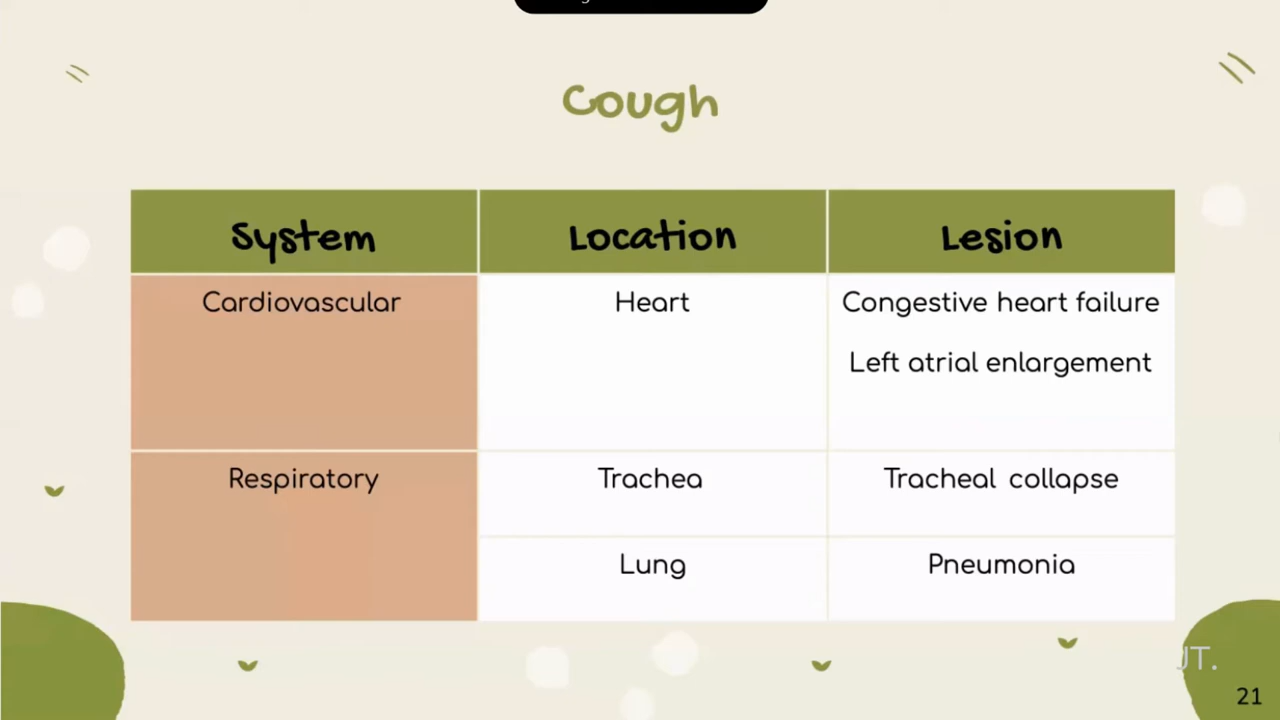 Cough
System Location Lesion
Cardiovascular Heart Congestive heart failure
Left atrial enlargement
Respiratory Trachea Tracheal collapse
Lung Pneumonia
JT.
21